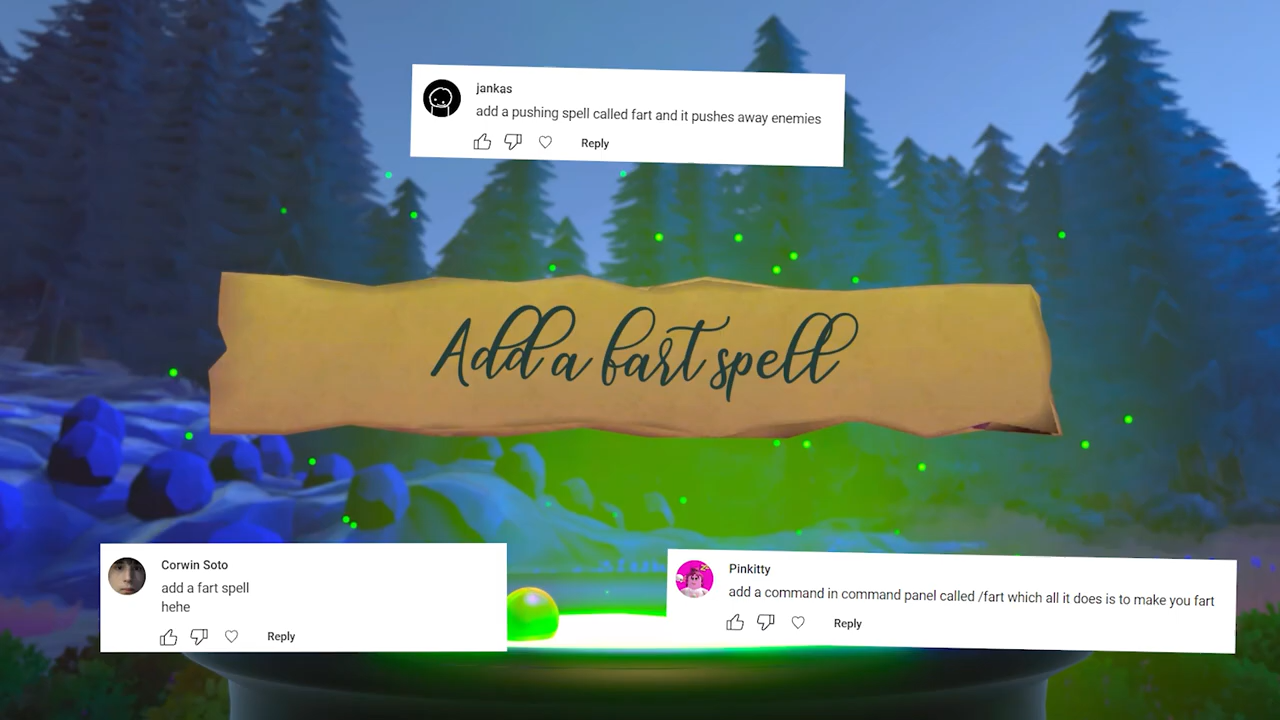 jankas
add a pushing spell called fart and it pushes away enemies
Reply
Add a fart spell
Corwin Soto
add a fart spell
hehe
Reply
Pinkitty
add a command in command panel called /fart which all it does is to make you fart
Reply